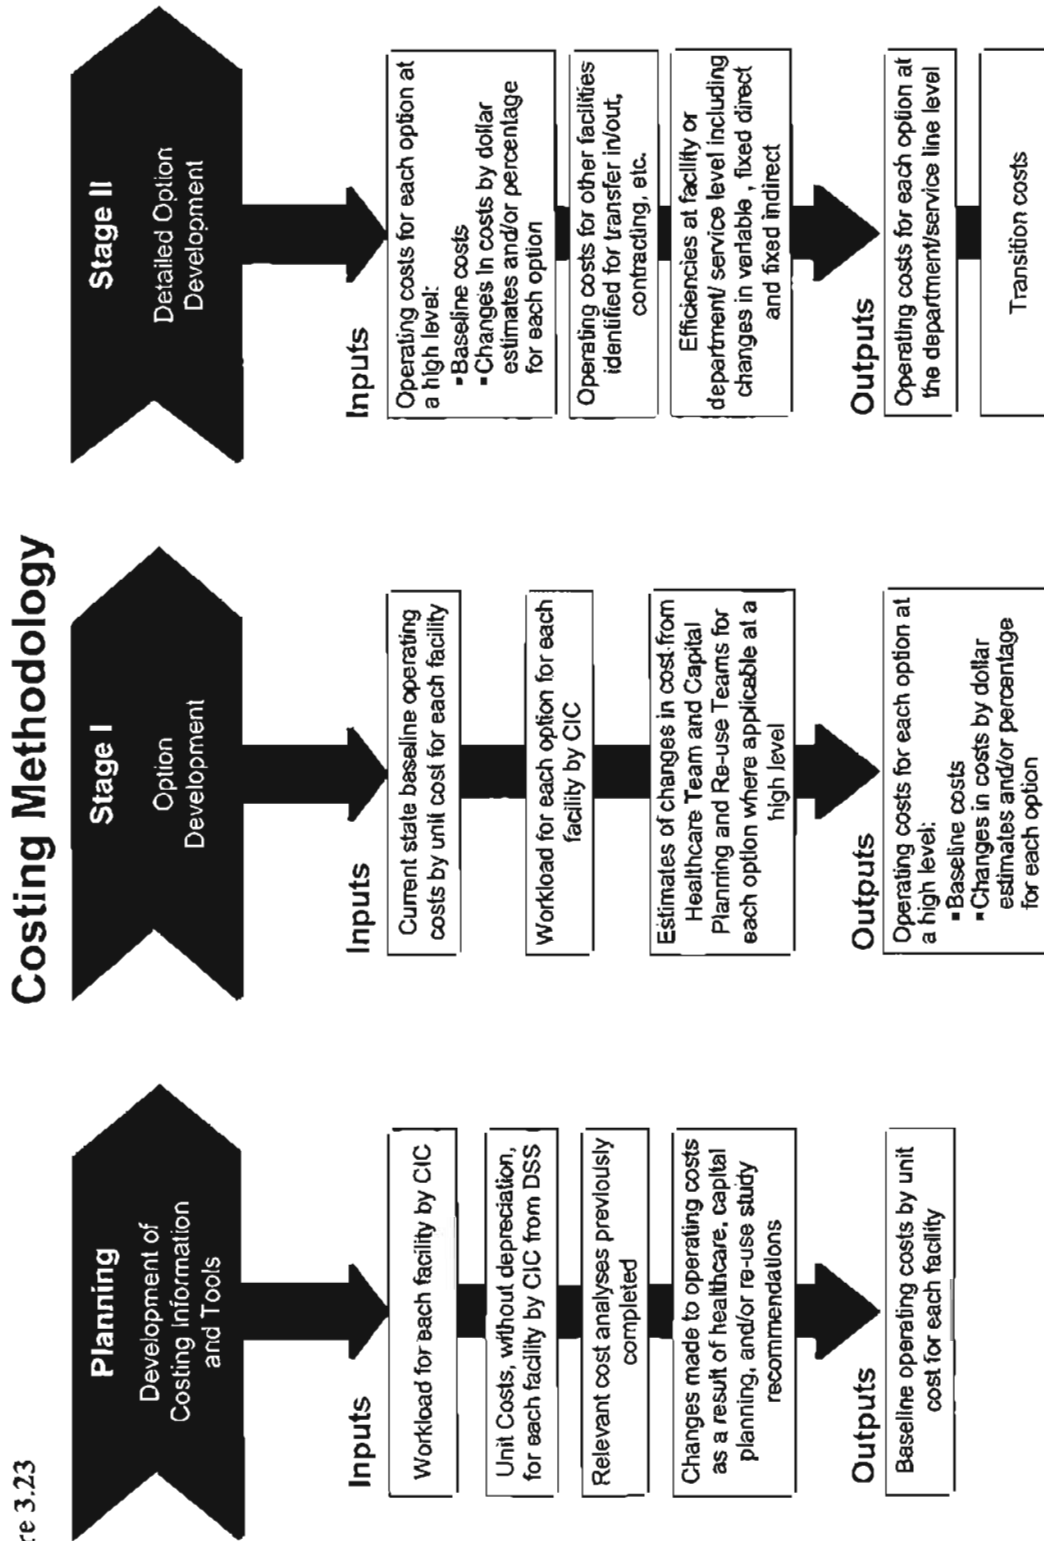 re 3.23
Costing Methodology
Planning
Development of
Costing Information
and Tools
Inputs
Workload for each facility by CIC
Unit Costs, without depreciation,
for each facility by CIC from DSS
Relevant cost analyses previously
completed
Changes made to operating costs
as a result of healthcare, capital
planning, and/or re-use study
recommendations
Outputs
Baseline operating costs by unit
cost for each facility
Stage I
Option
Development
Inputs
Current state baseline operating
costs by unit cost for each facility
Workload for each option for each
facility by CIC
Estimates of changes in cost from
Healthcare Team and Capital
Planning and Re-use Teams for
each option where applicable at a
high level
Outputs
Operating costs for each option at
a high level:
▪Baseline costs
▪Changes in costs by dollar
estimates and/or percentage
for each option
Stage II
Detailed Option
Development
Inputs
Operating costs for each option at
a high level:
▪Baseline costs
▪Changes in costs by dollar
estimates and/or percentage
for each option
Operating costs for other facilities
identified for transfer in/out,
contracting, etc.
Efficiencies at facility or
department/ service level including
changes in variable , fixed direct
and fixed indirect
Outputs
Operating costs for each option at
the department/service line level
Transition costs